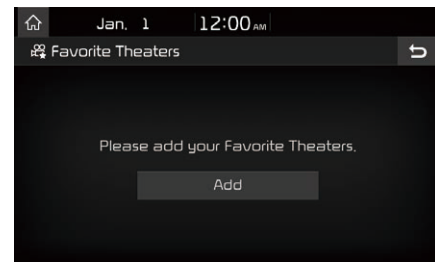 Jan. 1 12:00 AM
Favorite Theaters
Please add your Favorite Theaters.
Add